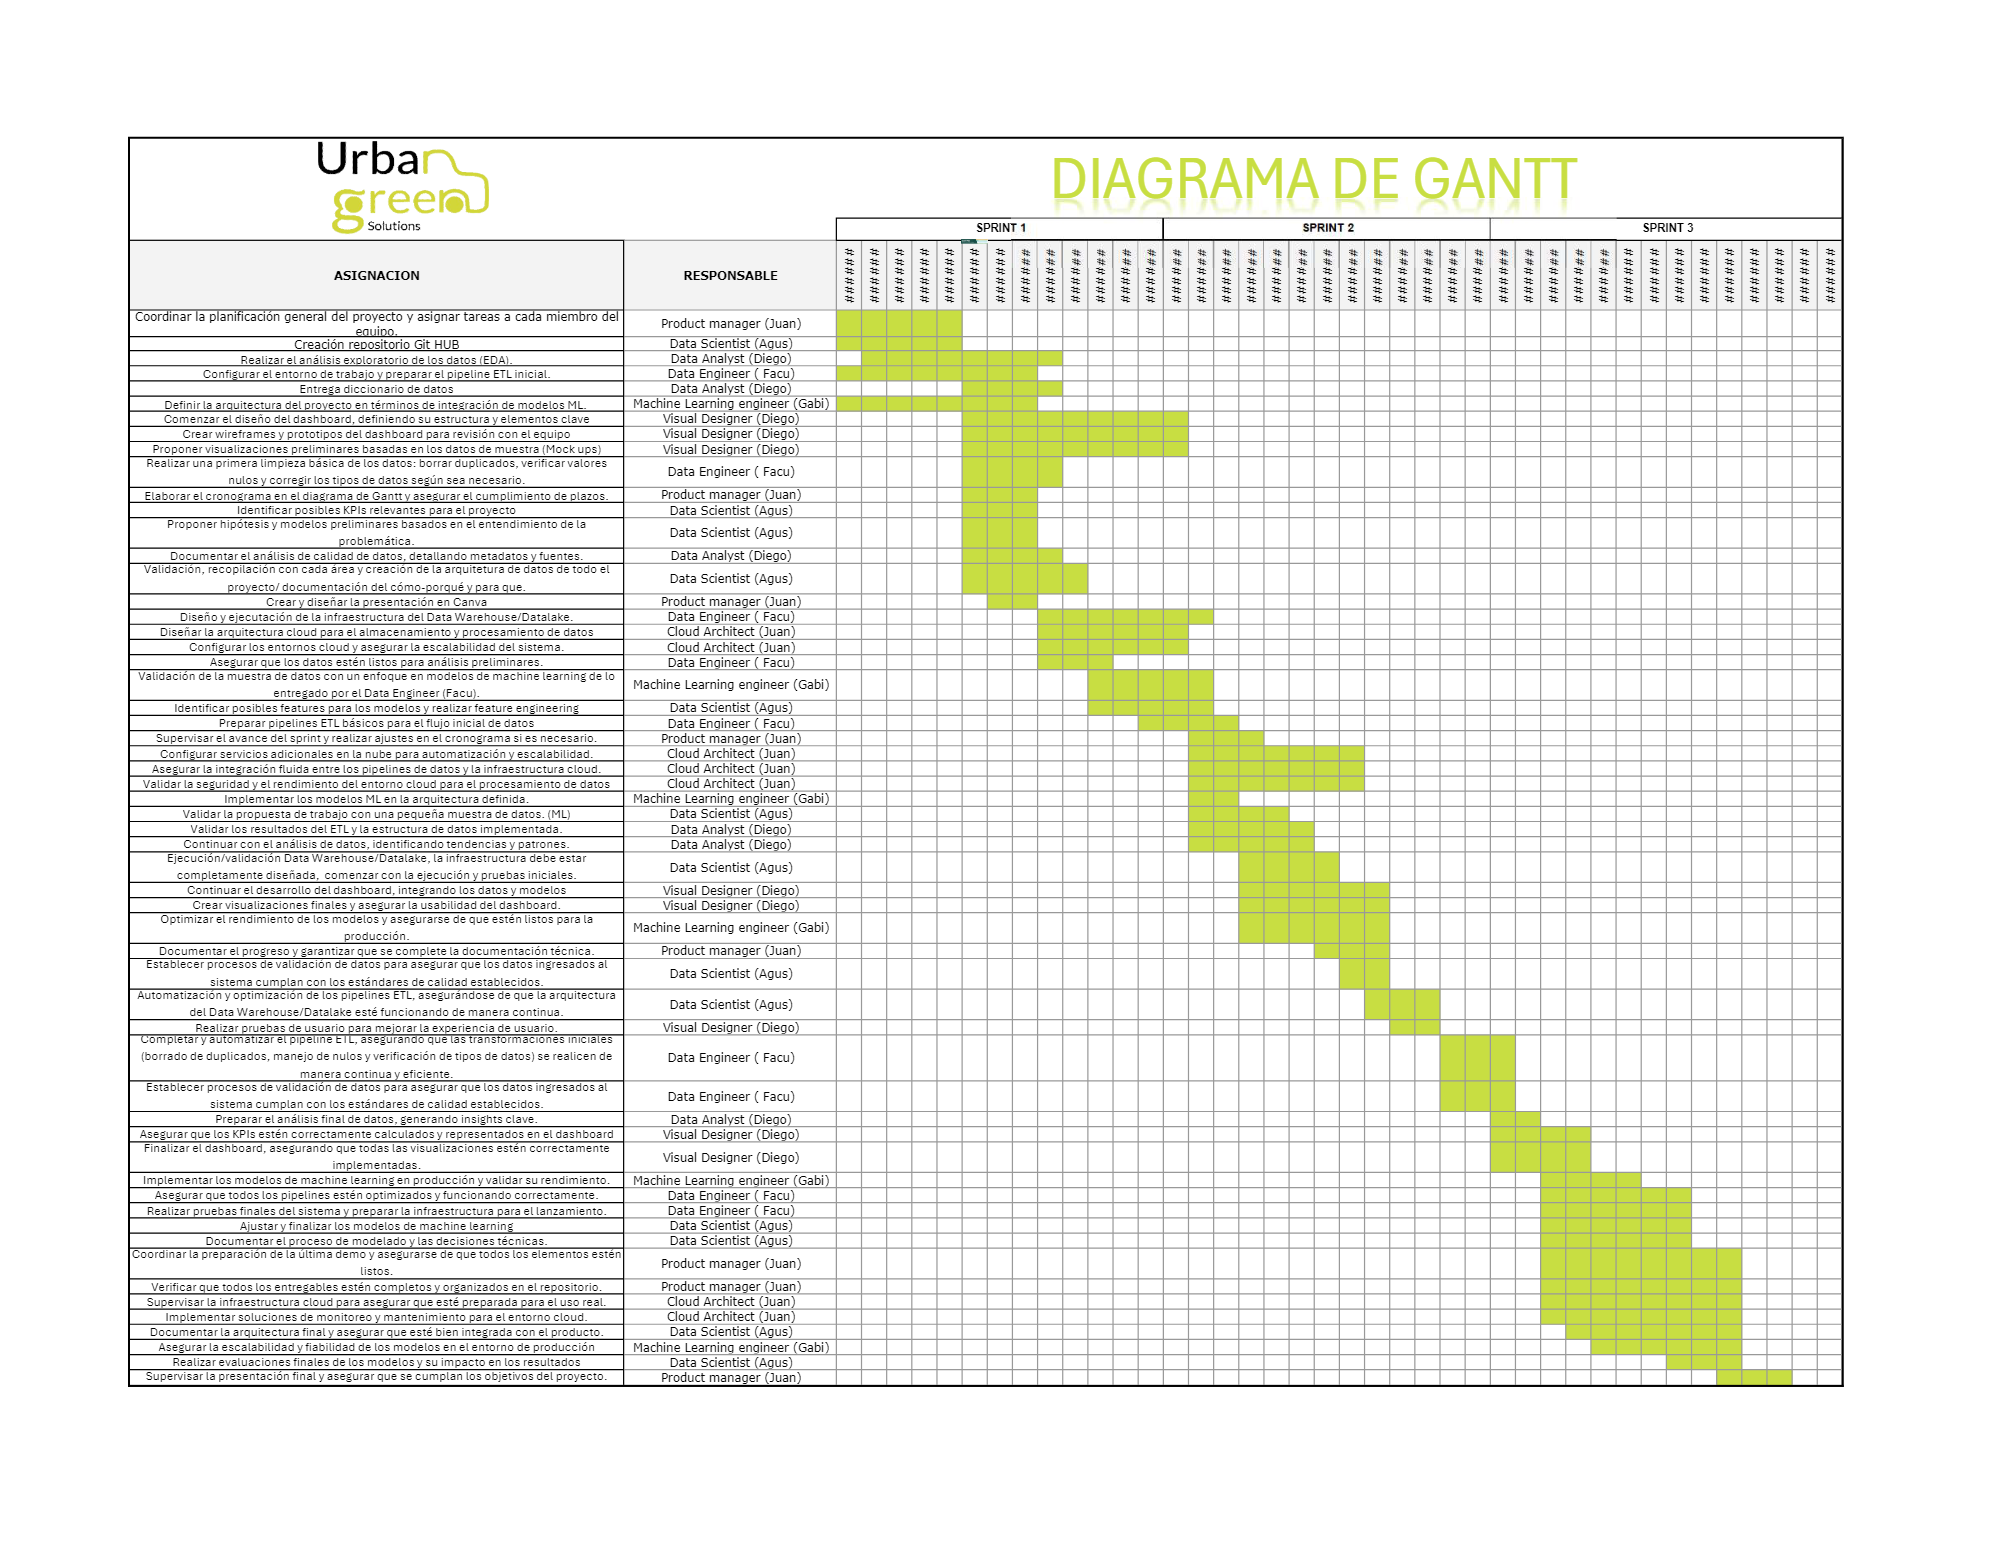 Urban
green
Solutions
DIAGRAMA DE GANTT
SPRINT 1 SPRINT 2 SPRINT 3
ASIGNACION RESPONSABLE ###### ###### ###### ###### ###### ###### ###### ###### ###### ###### ###### ###### ###### ###### ###### ###### ###### ###### ###### ###### ###### ###### ###### ###### ###### ###### ###### ###### ###### ###### ###### ###### ###### ###### ###### ###### ###### ###### ###### ######
Coordinar la planificación general del proyecto y asignar tareas a cada miembro del
equipo.
Product manager (Juan)
Creación repositorio Git HUB Data Scientist (Agus)
Realizar el análisis exploratorio de los datos (EDA). Data Analyst (Diego)
Configurar el entorno de trabajo y preparar el pipeline ETL inicial. Data Engineer ( Facu)
Entrega diccionario de datos Data Analyst (Diego)
Definir la arquitectura del proyecto en términos de integración de modelos ML. Machine Learning engineer (Gabi)
Comenzar el diseño del dashboard, definiendo su estructura y elementos clave Visual Designer (Diego)
Crear wireframes y prototipos del dashboard para revisión con el equipo Visual Designer (Diego)
Proponer visualizaciones preliminares basadas en los datos de muestra (Mock ups) Visual Designer (Diego)
Realizar una primera limpieza básica de los datos: borrar duplicados, verificar valores
nulos y corregir los tipos de datos según sea necesario.
Data Engineer ( Facu)
Elaborar el cronograma en el diagrama de Gantt y asegurar el cumplimiento de plazos. Product manager (Juan)
Identificar posibles KPIs relevantes para el proyecto Data Scientist (Agus)
Proponer hipótesis y modelos preliminares basados en el entendimiento de la
problemática.
Data Scientist (Agus)
Documentar el análisis de calidad de datos, detallando metadatos y fuentes. Data Analyst (Diego)
Validación, recopilación con cada área y creación de la arquitetura de datos de todo el
proyecto/ documentación del cómo-porqué y para que.
Data Scientist (Agus)
Crear y diseñar la presentación en Canva Product manager (Juan)
Diseño y ejecución de la infraestructura del Data Warehouse/Datalake. Data Engineer ( Facu)
Diseñar la arquitectura cloud para el almacenamiento y procesamiento de datos Cloud Architect (Juan)
Configurar los entornos cloud y asegurar la escalabilidad del sistema. Cloud Architect (Juan)
Asegurar que los datos estén listos para análisis preliminares. Data Engineer ( Facu)
Validación de la muestra de datos con un enfoque en modelos de machine learning de lo
entregado por el Data Engineer (Facu).
Machine Learning engineer (Gabi)
Identificar posibles features para los modelos y realizar feature engineering Data Scientist (Agus)
Preparar pipelines ETL básicos para el flujo inicial de datos Data Engineer ( Facu)
Supervisar el avance del sprint y realizar ajustes en el cronograma si es necesario. Product manager (Juan)
Configurar servicios adicionales en la nube para automatización y escalabilidad. Cloud Architect (Juan)
Asegurar la integración fluida entre los pipelines de datos y la infraestructura cloud. Cloud Architect (Juan)
Validar la seguridad y el rendimiento del entorno cloud para el procesamiento de datos Cloud Architect (Juan)
Implementar los modelos ML en la arquitectura definida. Machine Learning engineer (Gabi)
Validar la propuesta de trabajo con una pequeña muestra de datos. (ML) Data Scientist (Agus)
Validar los resultados del ETL y la estructura de datos implementada. Data Analyst (Diego)
Continuar con el análisis de datos, identificando tendencias y patrones. Data Analyst (Diego)
Ejecución/validación Data Warehouse/Datalake, la infraestructura debe estar
completamente diseñada, comenzar con la ejecución y pruebas iniciales.
Data Scientist (Agus)
Continuar el desarrollo del dashboard, integrando los datos y modelos Visual Designer (Diego)
Crear visualizaciones finales y asegurar la usabilidad del dashboard. Visual Designer (Diego)
Optimizar el rendimiento de los modelos y asegurarse de que estén listos para la
producción.
Machine Learning engineer (Gabi)
Documentar el progreso y garantizar que se complete la documentación técnica. Product manager (Juan)
Establecer procesos de validación de datos para asegurar que los datos ingresados al
sistema cumplan con los estándares de calidad establecidos.
Data Scientist (Agus)
Automatización y optimización de los pipelines ETL, asegurándose de que la arquitectura
del Data Warehouse/Datalake esté funcionando de manera continua.
Data Scientist (Agus)
Realizar pruebas de usuario para mejorar la experiencia de usuario. Visual Designer (Diego)
Completar y automatizar el pipeline ETL, asegurando que las transformaciones iniciales
(borrado de duplicados, manejo de nulos y verificación de tipos de datos) se realicen de
manera continua y eficiente.
Data Engineer ( Facu)
Establecer procesos de validación de datos para asegurar que los datos ingresados al
sistema cumplan con los estándares de calidad establecidos.
Data Engineer ( Facu)
Preparar el análisis final de datos, generando insights clave. Data Analyst (Diego)
Asegurar que los KPIs estén correctamente calculados y representados en el dashboard Visual Designer (Diego)
Finalizar el dashboard, asegurando que todas las visualizaciones estén correctamente
implementadas.
Visual Designer (Diego)
Implementar los modelos de machine learning en producción y validar su rendimiento. Machine Learning engineer (Gabi)
Asegurar que todos los pipelines estén optimizados y funcionando correctamente. Data Engineer ( Facu)
Realizar pruebas finales del sistema y preparar la infraestructura para el lanzamiento. Data Engineer ( Facu)
Ajustar y finalizar los modelos de machine learning Data Scientist (Agus)
Documentar el proceso de modelado y las decisiones técnicas. Data Scientist (Agus)
Coordinar la preparación de la última demo y asegurarse de que todos los elementos estén
listos.
Product manager (Juan)
Verificar que todos los entregables estén completos y organizados en el repositorio. Product manager (Juan)
Supervisar la infraestructura cloud para asegurar que esté preparada para el uso real. Cloud Architect (Juan)
Implementar soluciones de monitoreo y mantenimiento para el entorno cloud. Cloud Architect (Juan)
Documentar la arquitectura final y asegurar que esté bien integrada con el producto. Data Scientist (Agus)
Asegurar la escalabilidad y fiabilidad de los modelos en el entorno de producción Machine Learning engineer (Gabi)
Realizar evaluaciones finales de los modelos y su impacto en los resultados Data Scientist (Agus)
Supervisar la presentación final y asegurar que se cumplan los objetivos del proyecto. Product manager (Juan)